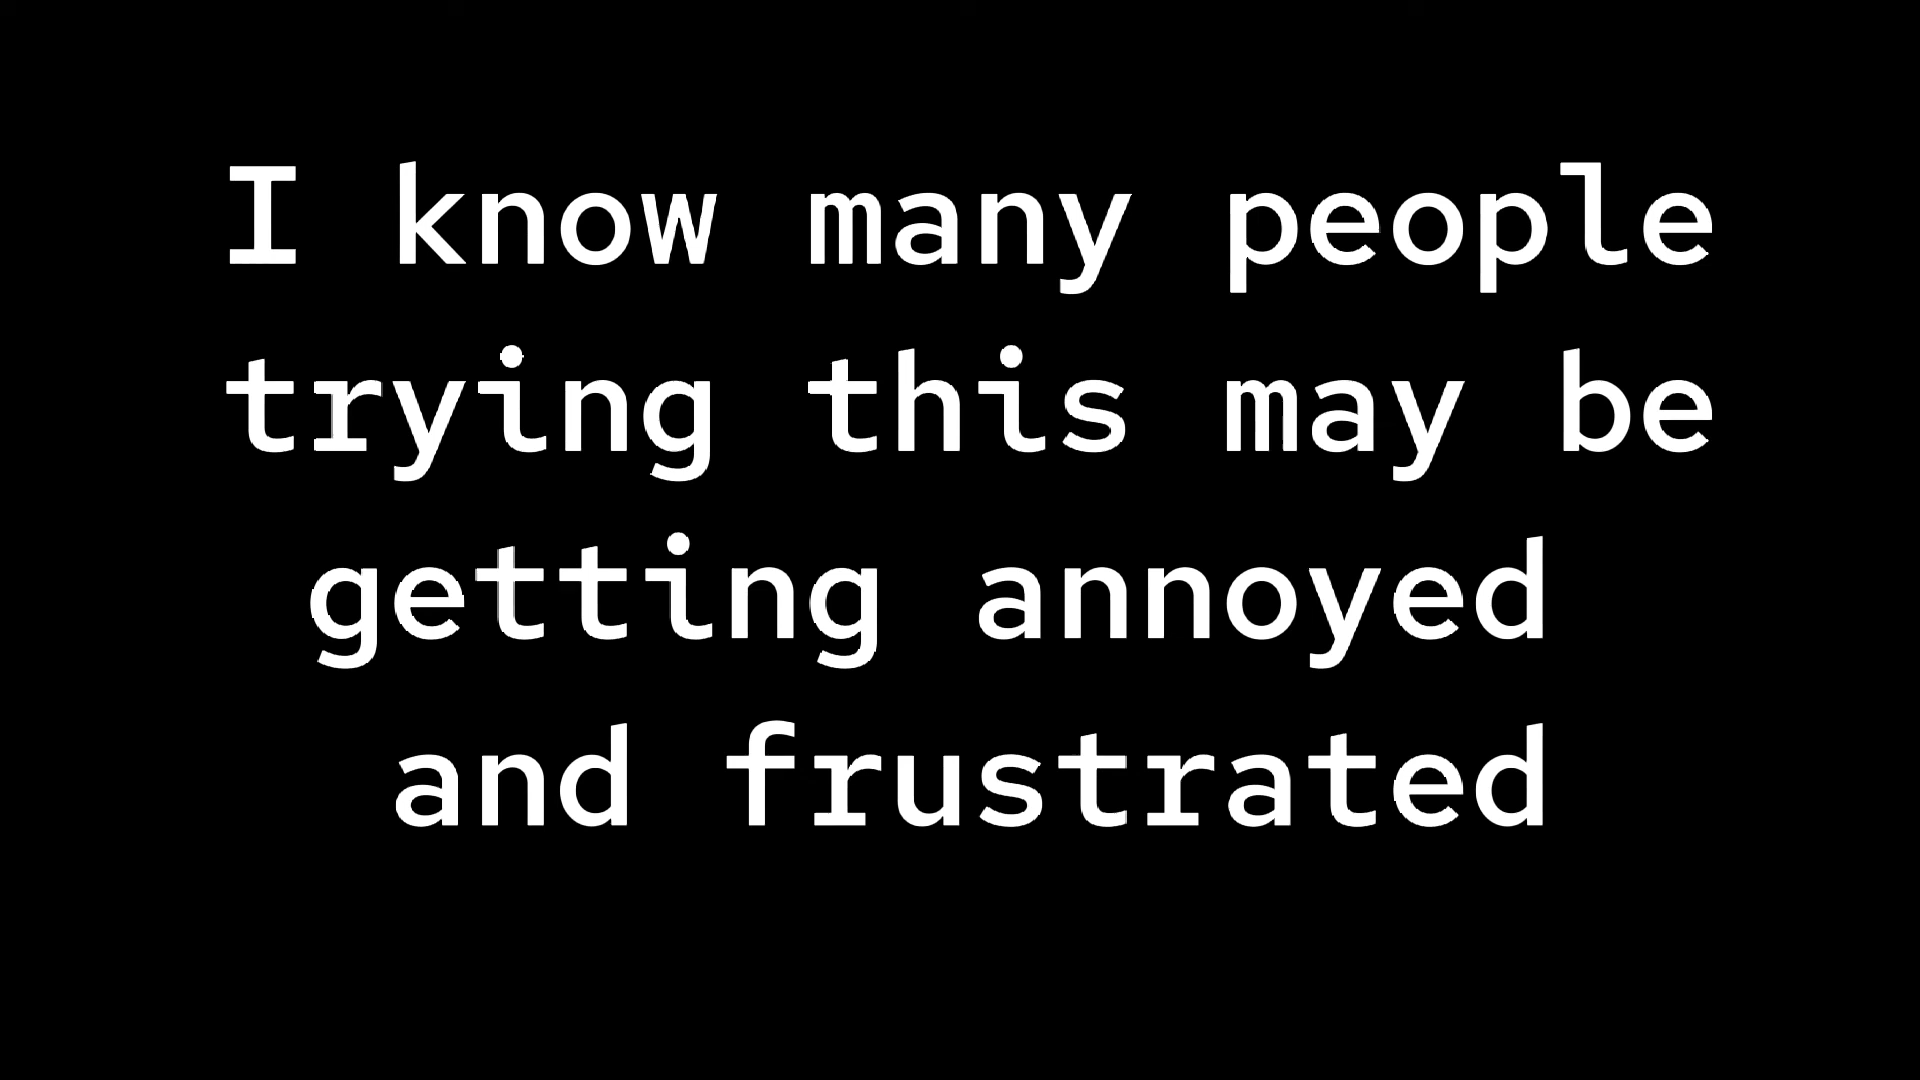 I know many people
trying this may be
getting annoyed
and frustrated